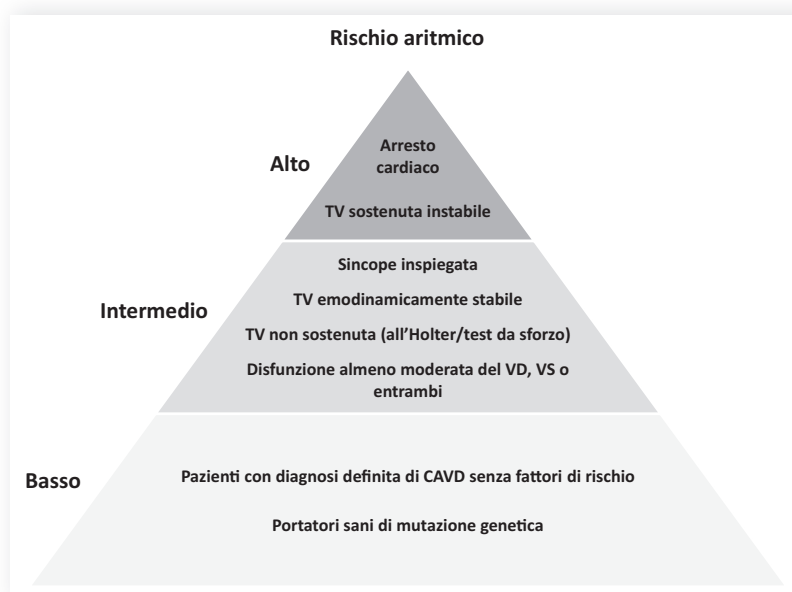 Rischio aritmico
Alto
Arresto
cardiaco
TV sostenuta instabile
Intermedio
Sincope inspiegata
TV emodinamicamente stabile
TV non sostenuta (all’Holter/test da sforzo)
Disfunzione almeno moderata del VD, VS o
entrambi
Basso
Pazienti con diagnosi definita di CAVD senza fattori di rischio
Portatori sani di mutazione genetica